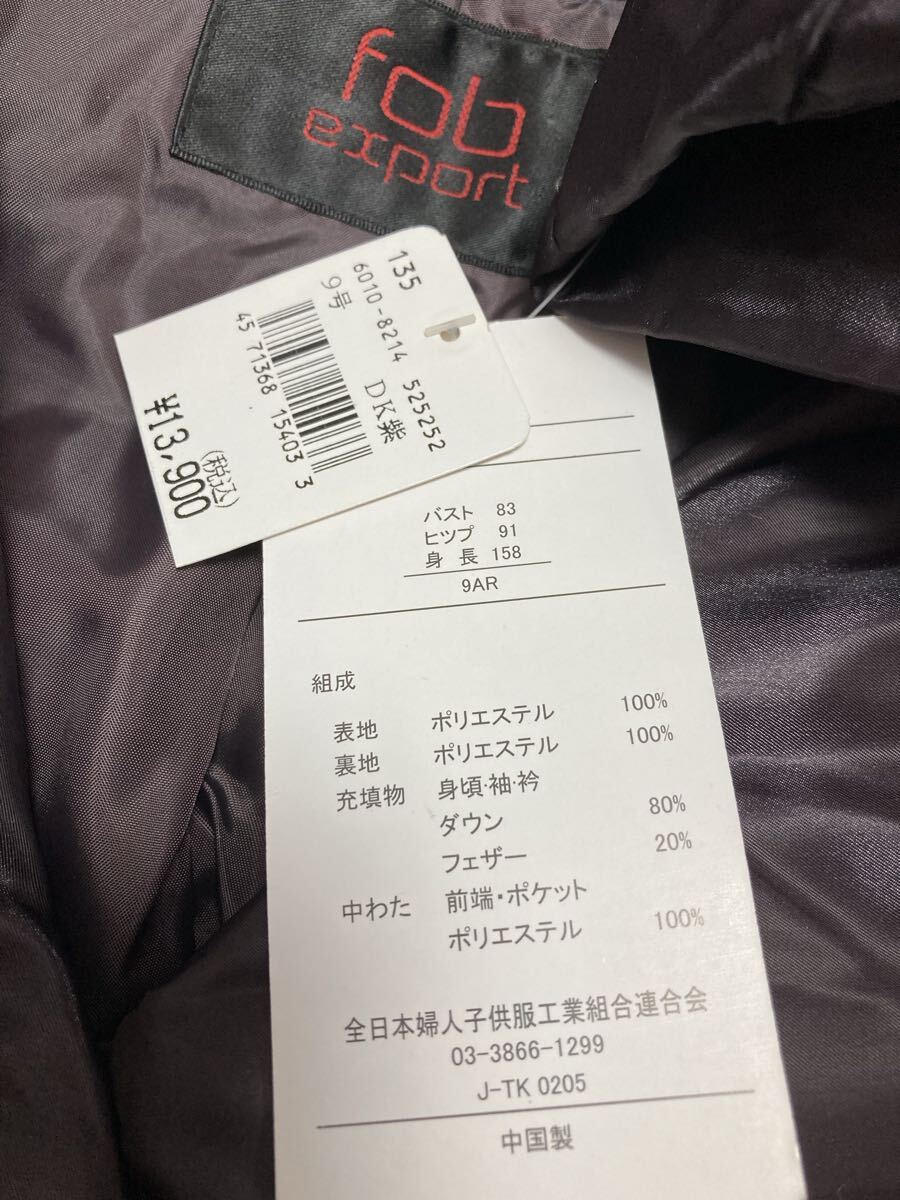 fob
export
135
6010-8214 525252
9号 DK紫
45 71368 15403 3
¥13,900
(税込)
バスト 83
ヒップ 91
身長 158
9AR
組成
表地 ポリエステル 100%
裏地 ポリエステル 100%
充填物 身頃・袖・衿
ダウン 80%
フェザー 20%
中わた 前端・ポケット
ポリエステル 100%
全日本婦人子供服工業組合連合会
03-3866-1299
J-TK 0205
中国製